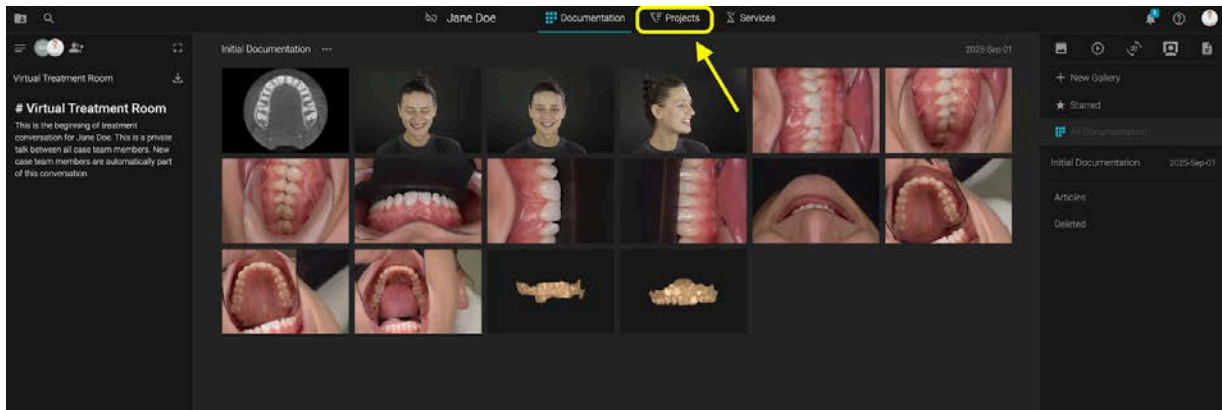 Jane Doe
Documentation
Projects
Services
Virtual Treatment Room
# Virtual Treatment Room
This is the beginning of treatment
conversation for Jane Doe. This is a private
talk between all case team members. New
case team members are automatically part
of this conversation
Initial Documentation ...
2025-Sep-01
+ New Gallery
Starred
All Documentation
Initial Documentation 2025-Sep-01
Articles
Deleted